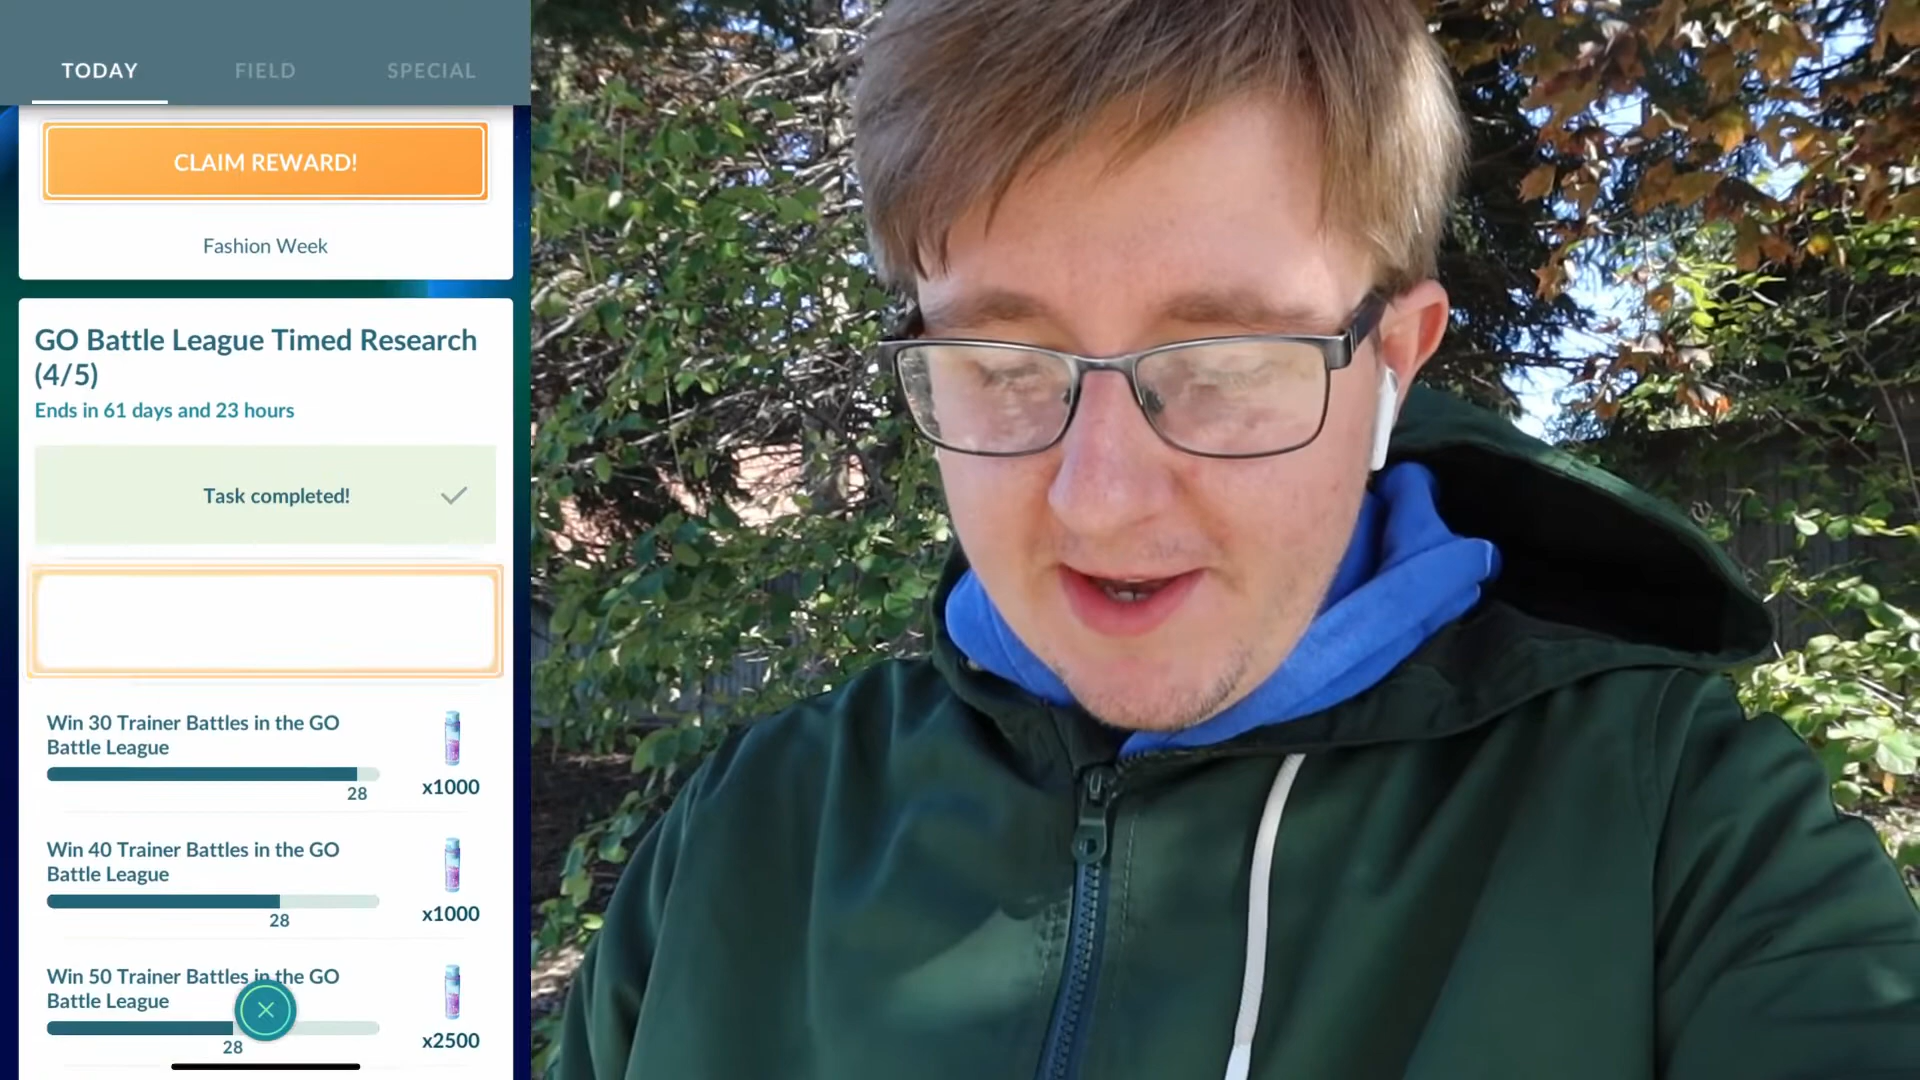 TODAY FIELD SPECIAL
CLAIM REWARD!
Fashion Week
GO Battle League Timed Research
(4/5)
Ends in 61 days and 23 hours
Task completed!
Win 30 Trainer Battles in the GO
Battle League
28
x1000
Win 40 Trainer Battles in the GO
Battle League
28
x1000
Win 50 Trainer Battles in the GO
Battle League
28
x2500